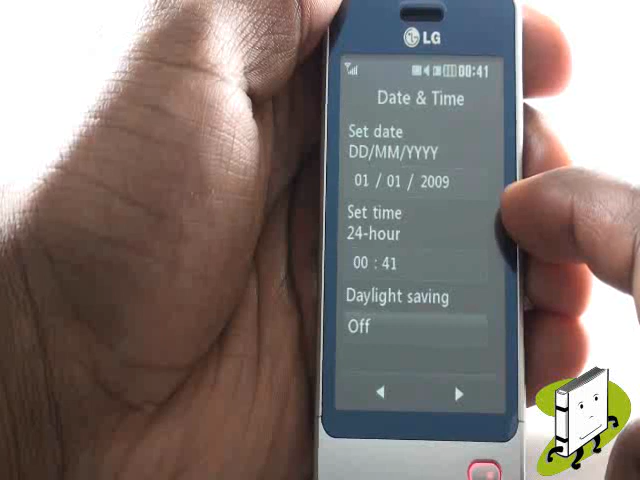 LG
00:41
Date & Time
Set date
DD/MM/YYYY
01 / 01 / 2009
Set time
24-hour
00 : 41
Daylight saving
Off